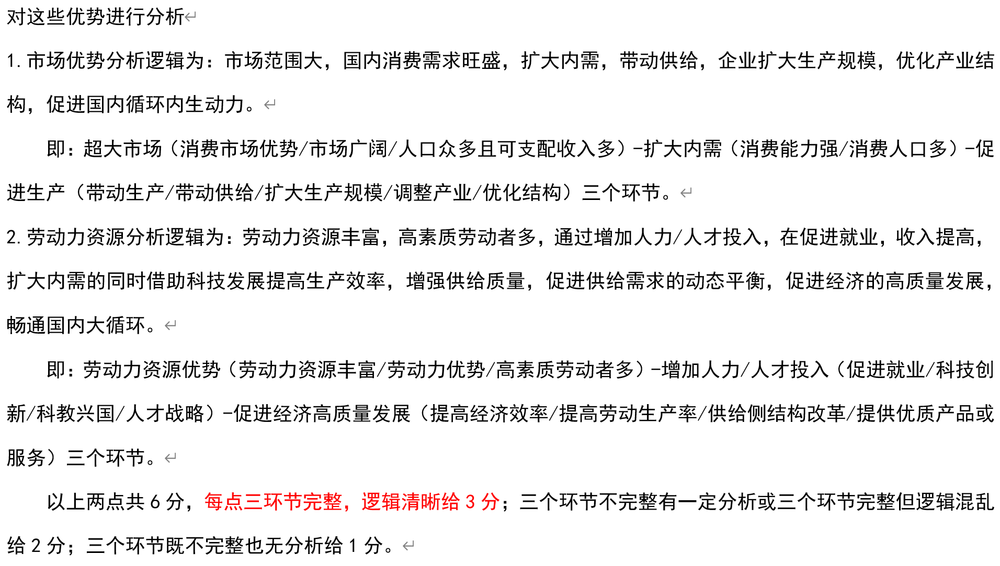 对这些优势进行分析↵
1.市场优势分析逻辑为：市场范围大，国内消费需求旺盛，扩大内需，带动供给，企业扩大生产规模，优化产业结
构，促进国内循环内生动力。↵
即：超大市场（消费市场优势/市场广阔/人口众多且可支配收入多）-扩大内需（消费能力强/消费人口多）-促
进生产（带动生产/带动供给/扩大生产规模/调整产业/优化结构）三个环节。↵
2.劳动力资源分析逻辑为：劳动力资源丰富，高素质劳动者多，通过增加人力/人才投入，在促进就业，收入提高，
扩大内需的同时借助科技发展提高生产效率，增强供给质量，促进供给需求的动态平衡，促进经济的高质量发展，
畅通国内大循环。↵
即：劳动力资源优势（劳动力资源丰富/劳动力优势/高素质劳动者多）-增加人力/人才投入（促进就业/科技创
新/科教兴国/人才战略）-促进经济高质量发展（提高经济效率/提高劳动生产率/供给侧结构改革/提供优质产品或
服务）三个环节。↵
以上两点共 6 分，每点三环节完整，逻辑清晰给 3 分；三个环节不完整有一定分析或三个环节完整但逻辑混乱
给 2 分；三个环节既不完整也无分析给 1 分。↵